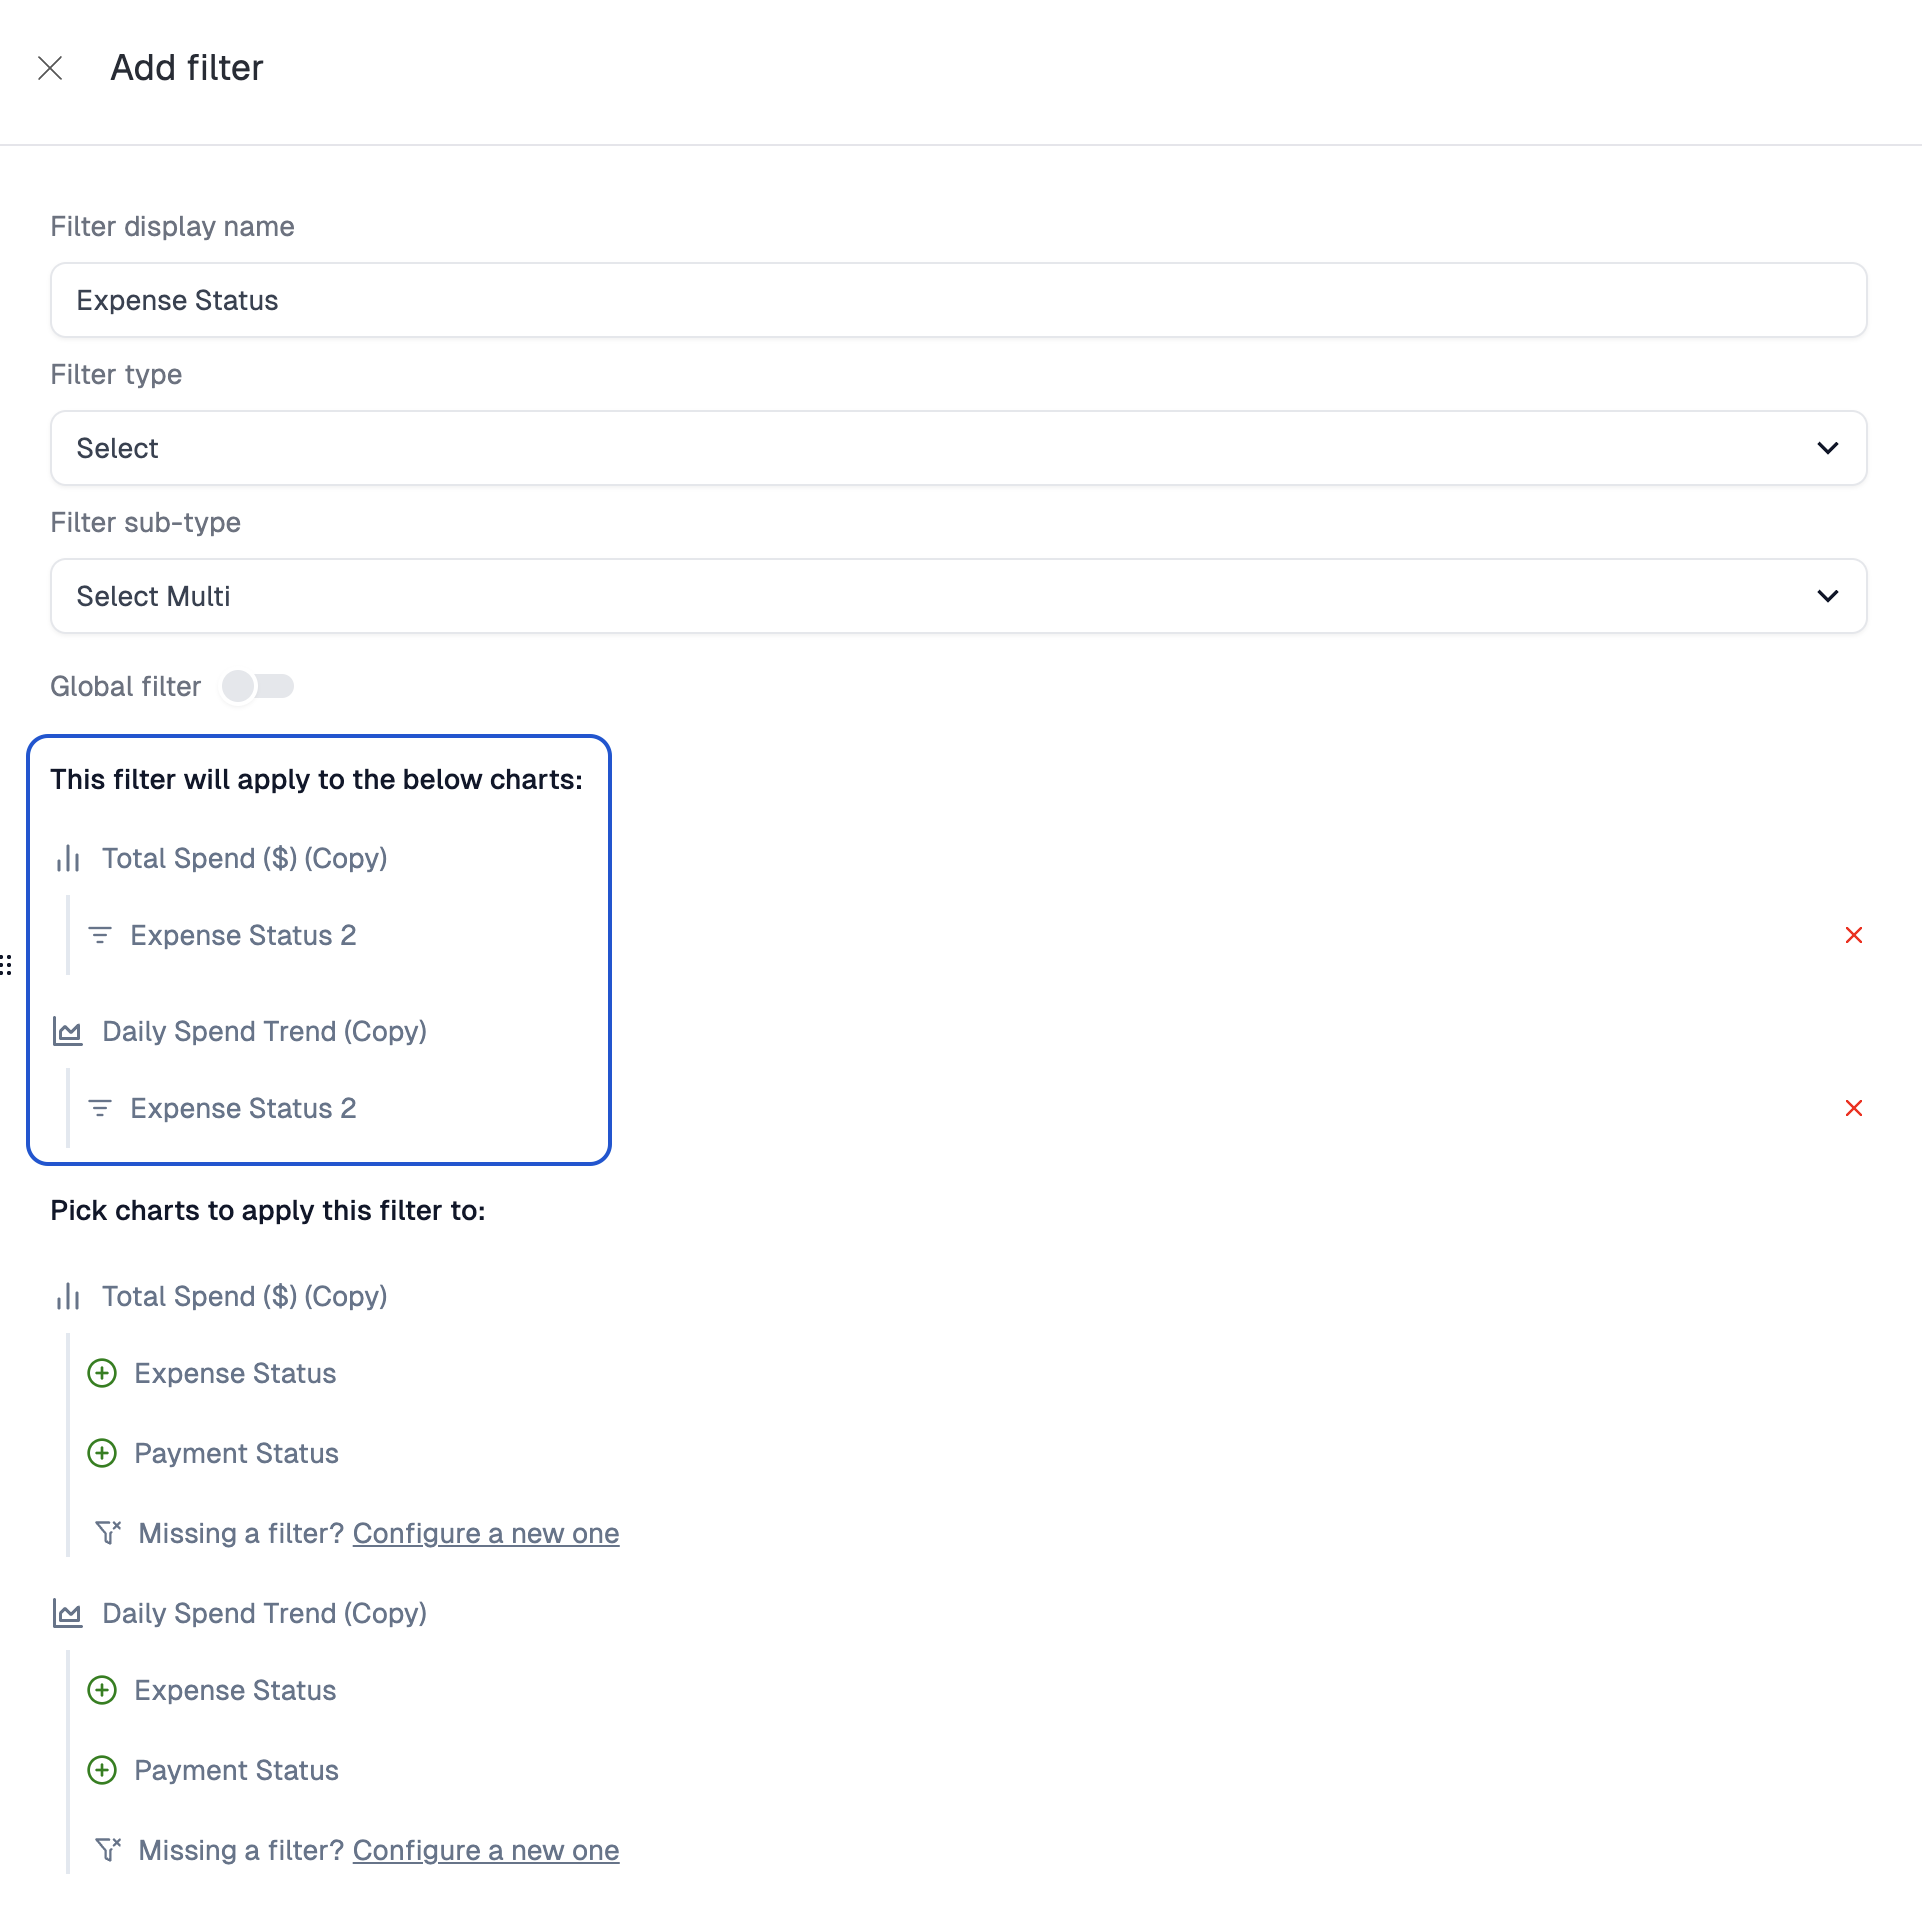 Add filter
Filter display name
Expense Status
Filter type
Select
Filter sub-type
Select Multi
Global filter
This filter will apply to the below charts:
Total Spend ($) (Copy)
Expense Status 2
Daily Spend Trend (Copy)
Expense Status 2
Pick charts to apply this filter to:
Total Spend ($) (Copy)
Expense Status
Payment Status
Missing a filter? Configure a new one
Daily Spend Trend (Copy)
Expense Status
Payment Status
Missing a filter? Configure a new one